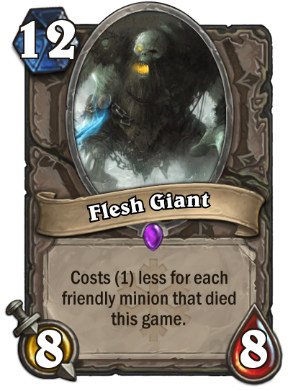 12
Flesh Giant
Costs (1) less for each
friendly minion that died
this game.
8 8